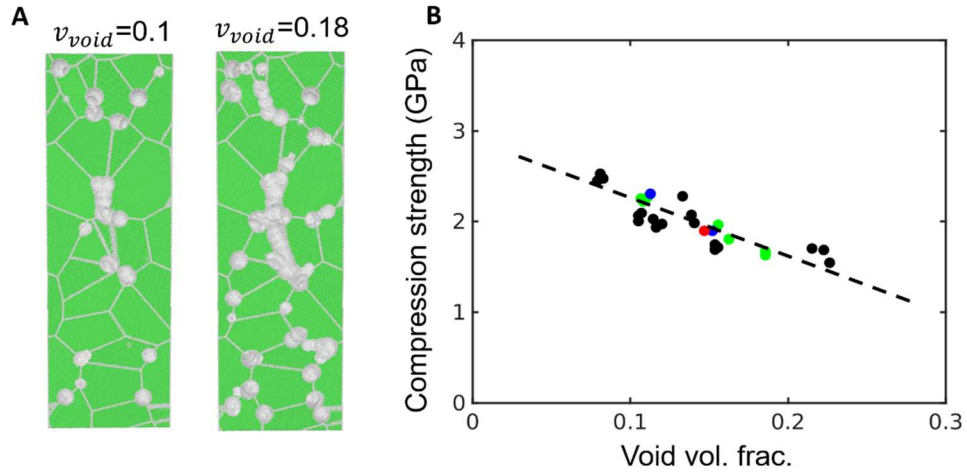 A
v_void=0.1
v_void=0.18
B
Compression strength (GPa)
4
3
2
1
0
0
0.1
0.2
0.3
Void vol. frac.